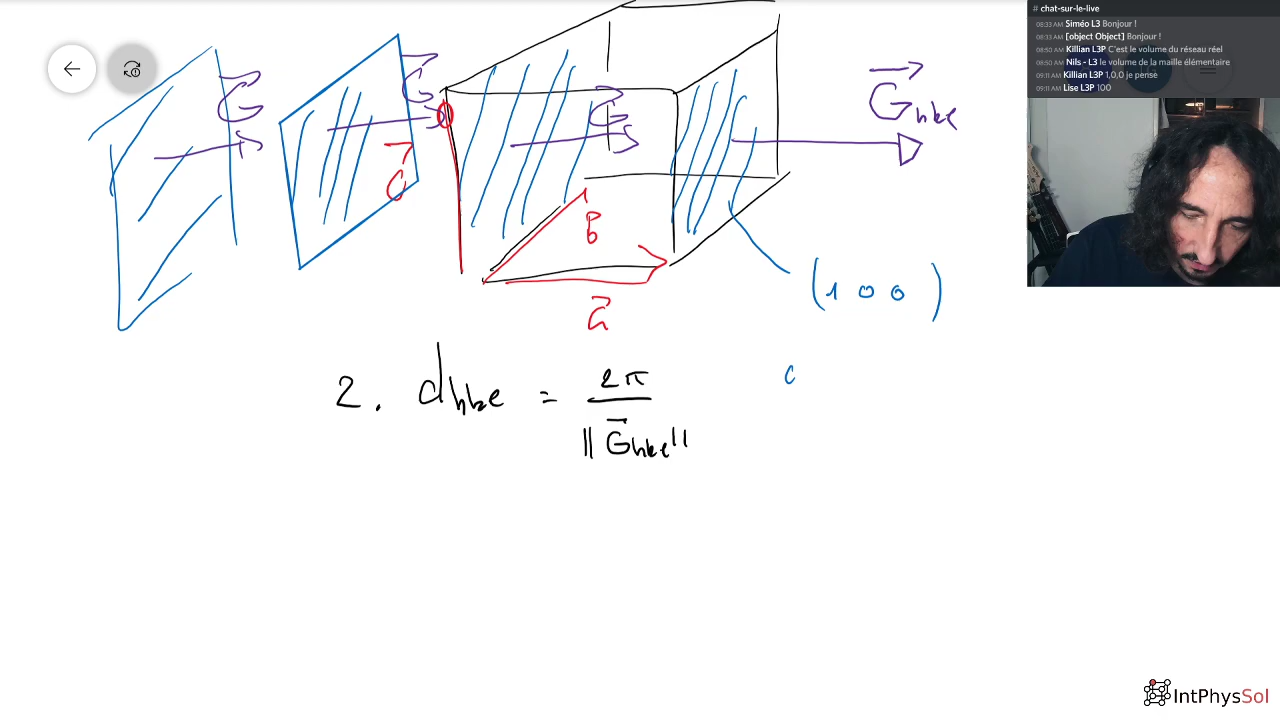 # chat-sur-le-live
08:33 AM Siméo L3 Bonjour !
08:33 AM [object Object] Bonjour !
08:50 AM Killian L3P C'est le volume du réseau réel
08:50 AM Nils - L3 le volume de la maille élémentaire
09:11 AM Killian L3P 1,0,0 je pense
09:11 AM Lise L3P 100
G G G G hkl
c
b
a
(1 0 0)
2. dhkl = 2π / ||Ghkl||
IntPhysSol